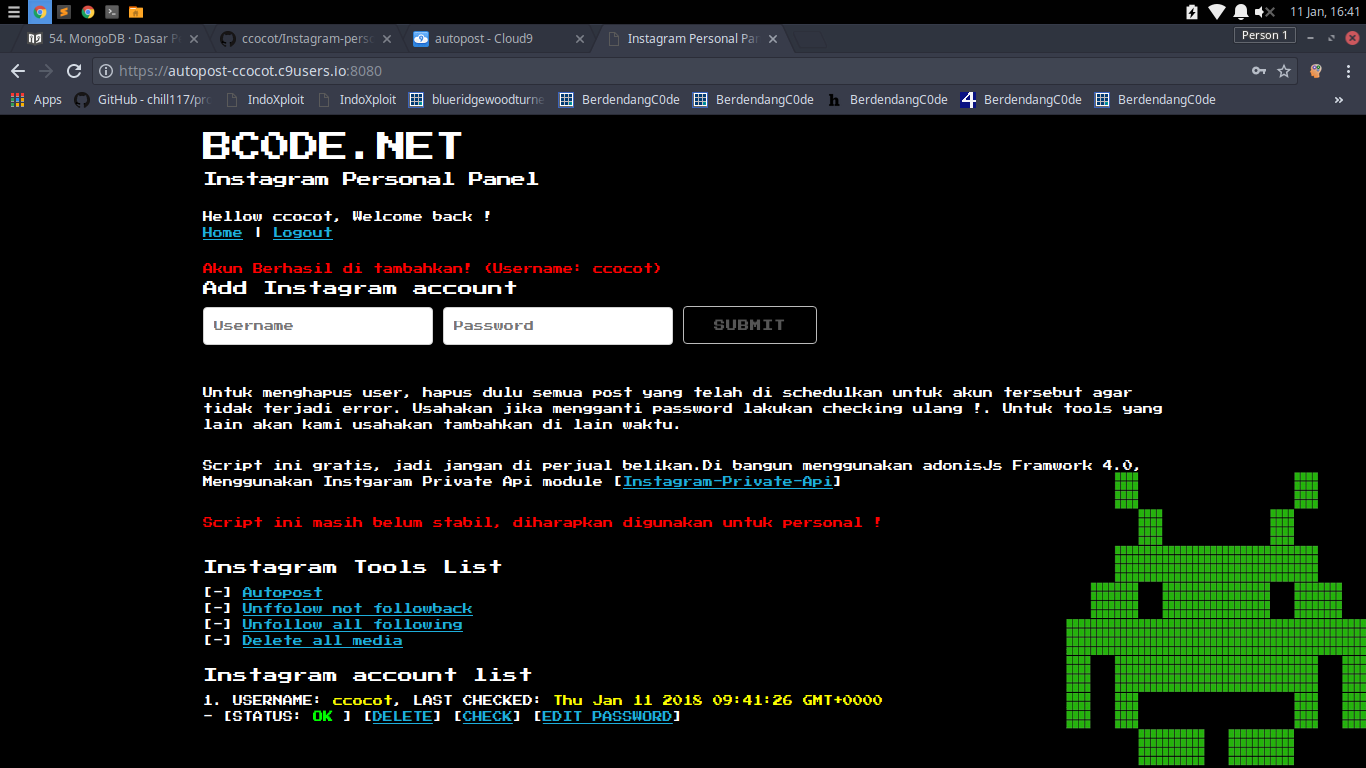 11 Jan, 16:41
54. MongoDB · Dasar P
ccocot/Instagram-perso
autopost - Cloud9
Instagram Personal Par
Person 1
https://autopost-ccocot.c9users.io:8080
Apps
GitHub - chill117/pro
IndoXploit
IndoXploit
blueridgewoodturne
BerdendangC0de
BerdendangC0de
BerdendangC0de
BerdendangC0de
BerdendangC0de
»
BCODE.NET
Instagram Personal Panel
Hellow ccocot, Welcome back !
Home | Logout
Akun Berhasil di tambahkan! (Username: ccocot)
Add Instagram account
Username Password SUBMIT
Untuk menghapus user, hapus dulu semua post yang telah di schedulkan untuk akun tersebut agar
tidak terjadi error. Usahakan jika mengganti password lakukan checking ulang !. Untuk tools yang
lain akan kami usahakan tambahkan di lain waktu.
Script ini gratis, jadi jangan di perjual belikan.Di bangun menggunakan adonisJs Framwork 4.0,
Menggunakan Instgaram Private Api module [Instagram-Private-Api]
Script ini masih belum stabil, diharapkan digunakan untuk personal !
Instagram Tools List
[-] Autopost
[-] Unffolow not followback
[-] Unfollow all following
[-] Delete all media
Instagram account list
1. USERNAME: ccocot, LAST CHECKED: Thu Jan 11 2018 09:41:26 GMT+0000
- [STATUS: OK ] [DELETE] [CHECK] [EDIT PASSWORD]